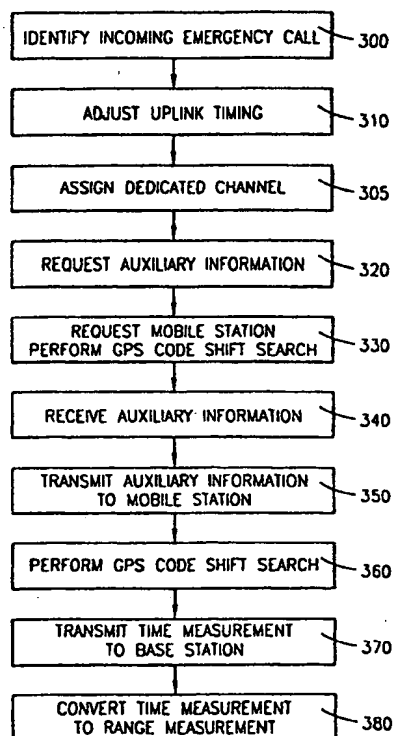 IDENTIFY INCOMING EMERGENCY CALL 300
ADJUST UPLINK TIMING 310
ASSIGN DEDICATED CHANNEL 305
REQUEST AUXILIARY INFORMATION 320
REQUEST MOBILE STATION
PERFORM GPS CODE SHIFT SEARCH 330
RECEIVE AUXILIARY INFORMATION 340
TRANSMIT AUXILIARY INFORMATION
TO MOBILE STATION 350
PERFORM GPS CODE SHIFT SEARCH 360
TRANSMIT TIME MEASUREMENT
TO BASE STATION 370
CONVERT TIME MEASUREMENT
TO RANGE MEASUREMENT 380